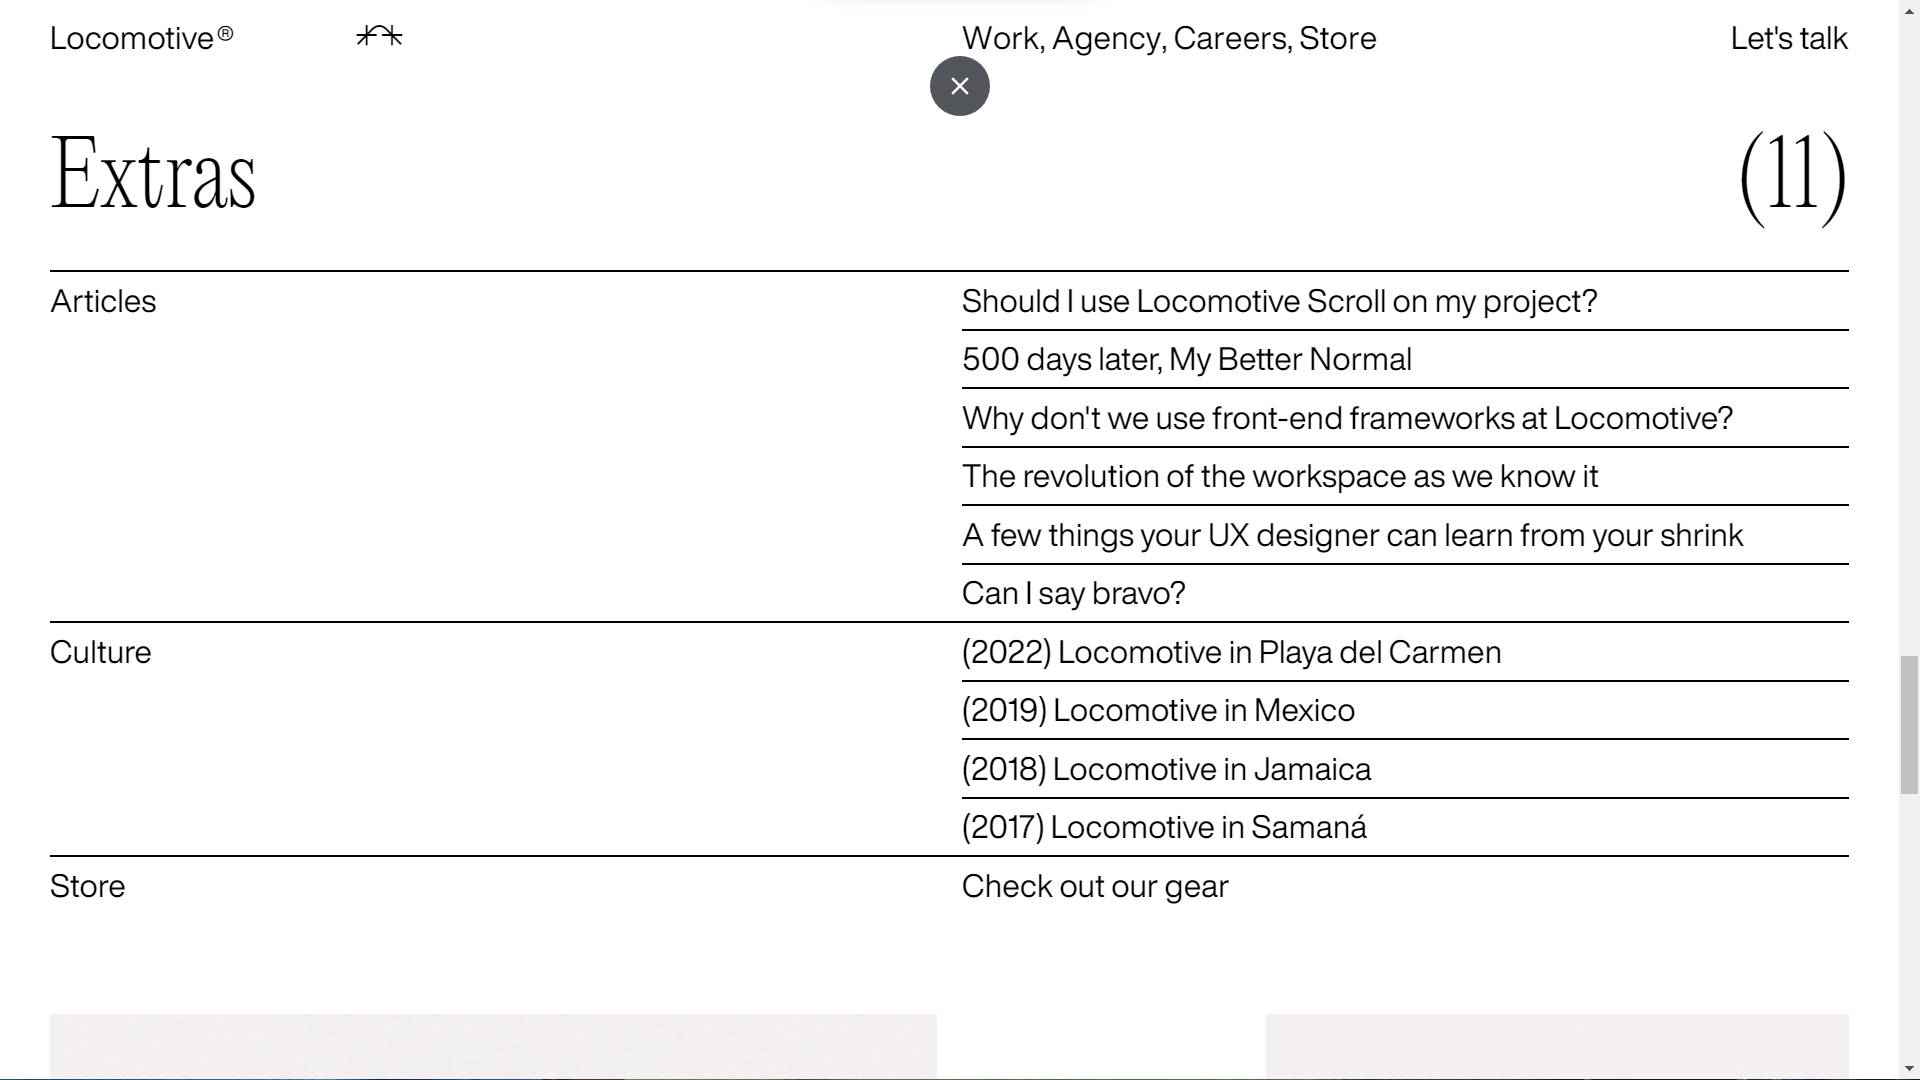 Locomotive®
Work, Agency, Careers, Store
Let's talk
Extras
(11)
Articles
Should I use Locomotive Scroll on my project?
500 days later, My Better Normal
Why don't we use front-end frameworks at Locomotive?
The revolution of the workspace as we know it
A few things your UX designer can learn from your shrink
Can I say bravo?
Culture
(2022) Locomotive in Playa del Carmen
(2019) Locomotive in Mexico
(2018) Locomotive in Jamaica
(2017) Locomotive in Samaná
Store
Check out our gear